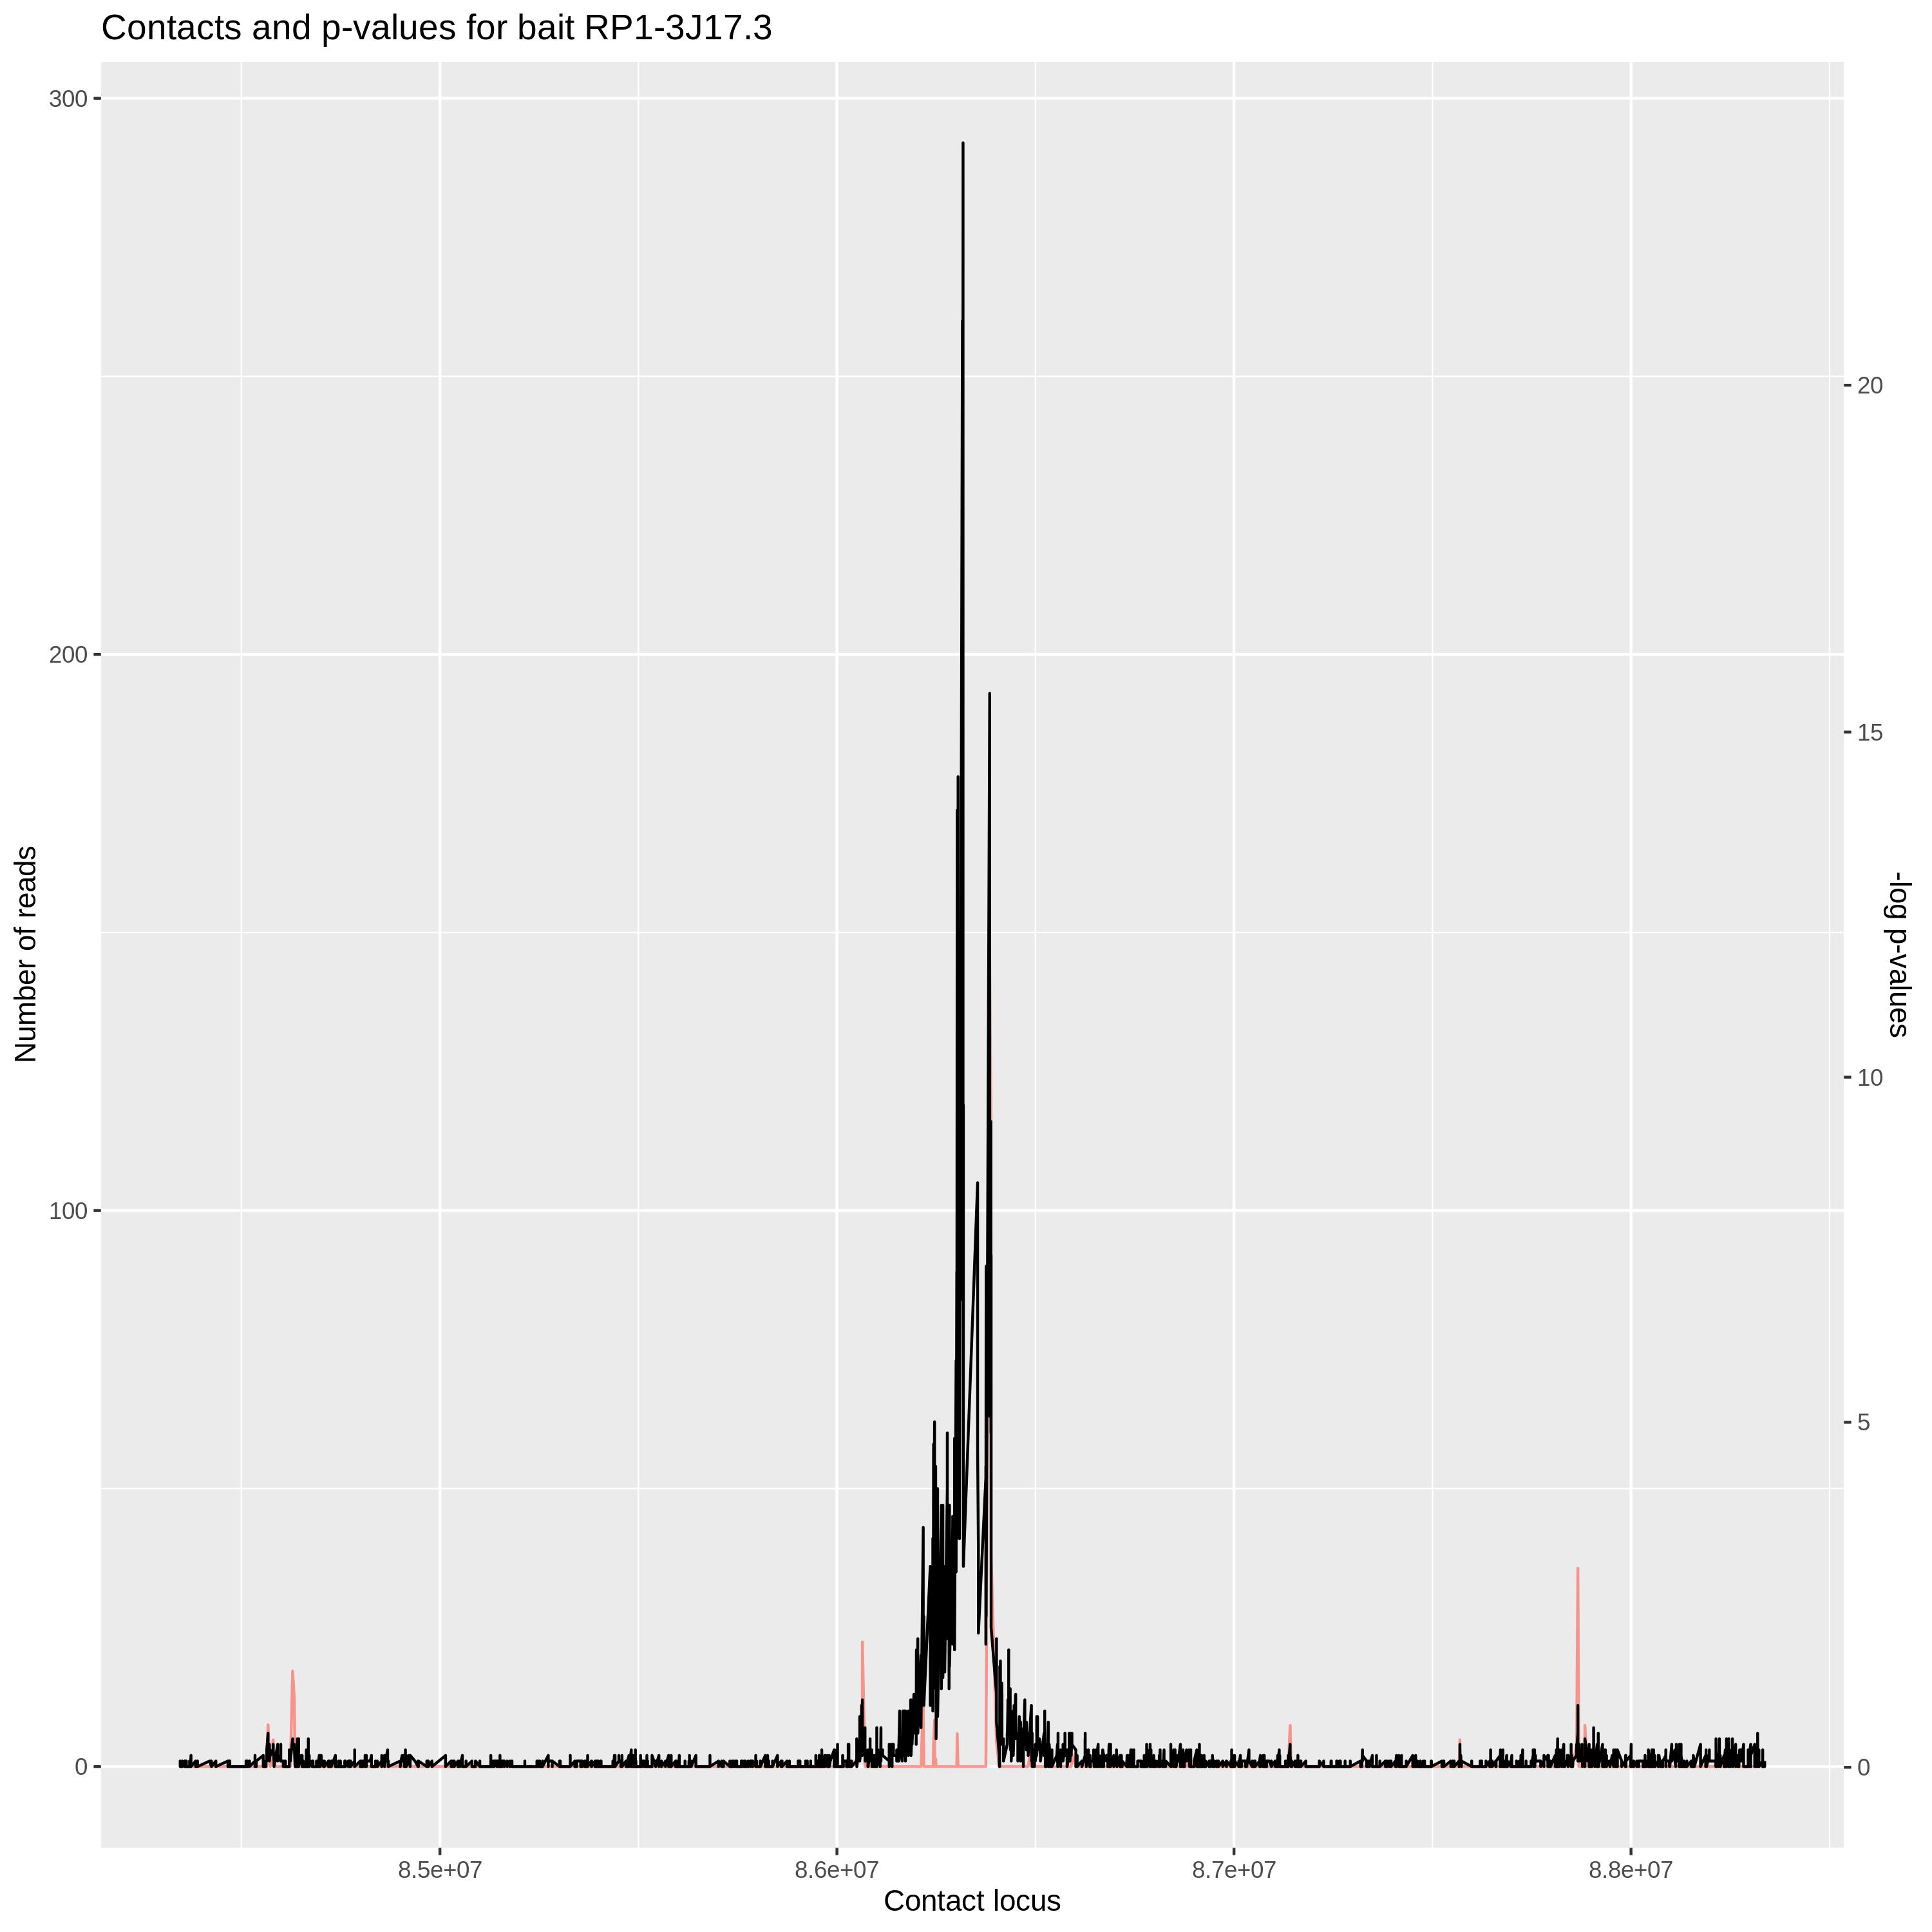 Contacts and p-values for bait RP1-3J17.3
300
200
100
0
Number of reads
20
15
10
5
0
-log p-values
8.5e+07 8.6e+07 8.7e+07 8.8e+07
Contact locus